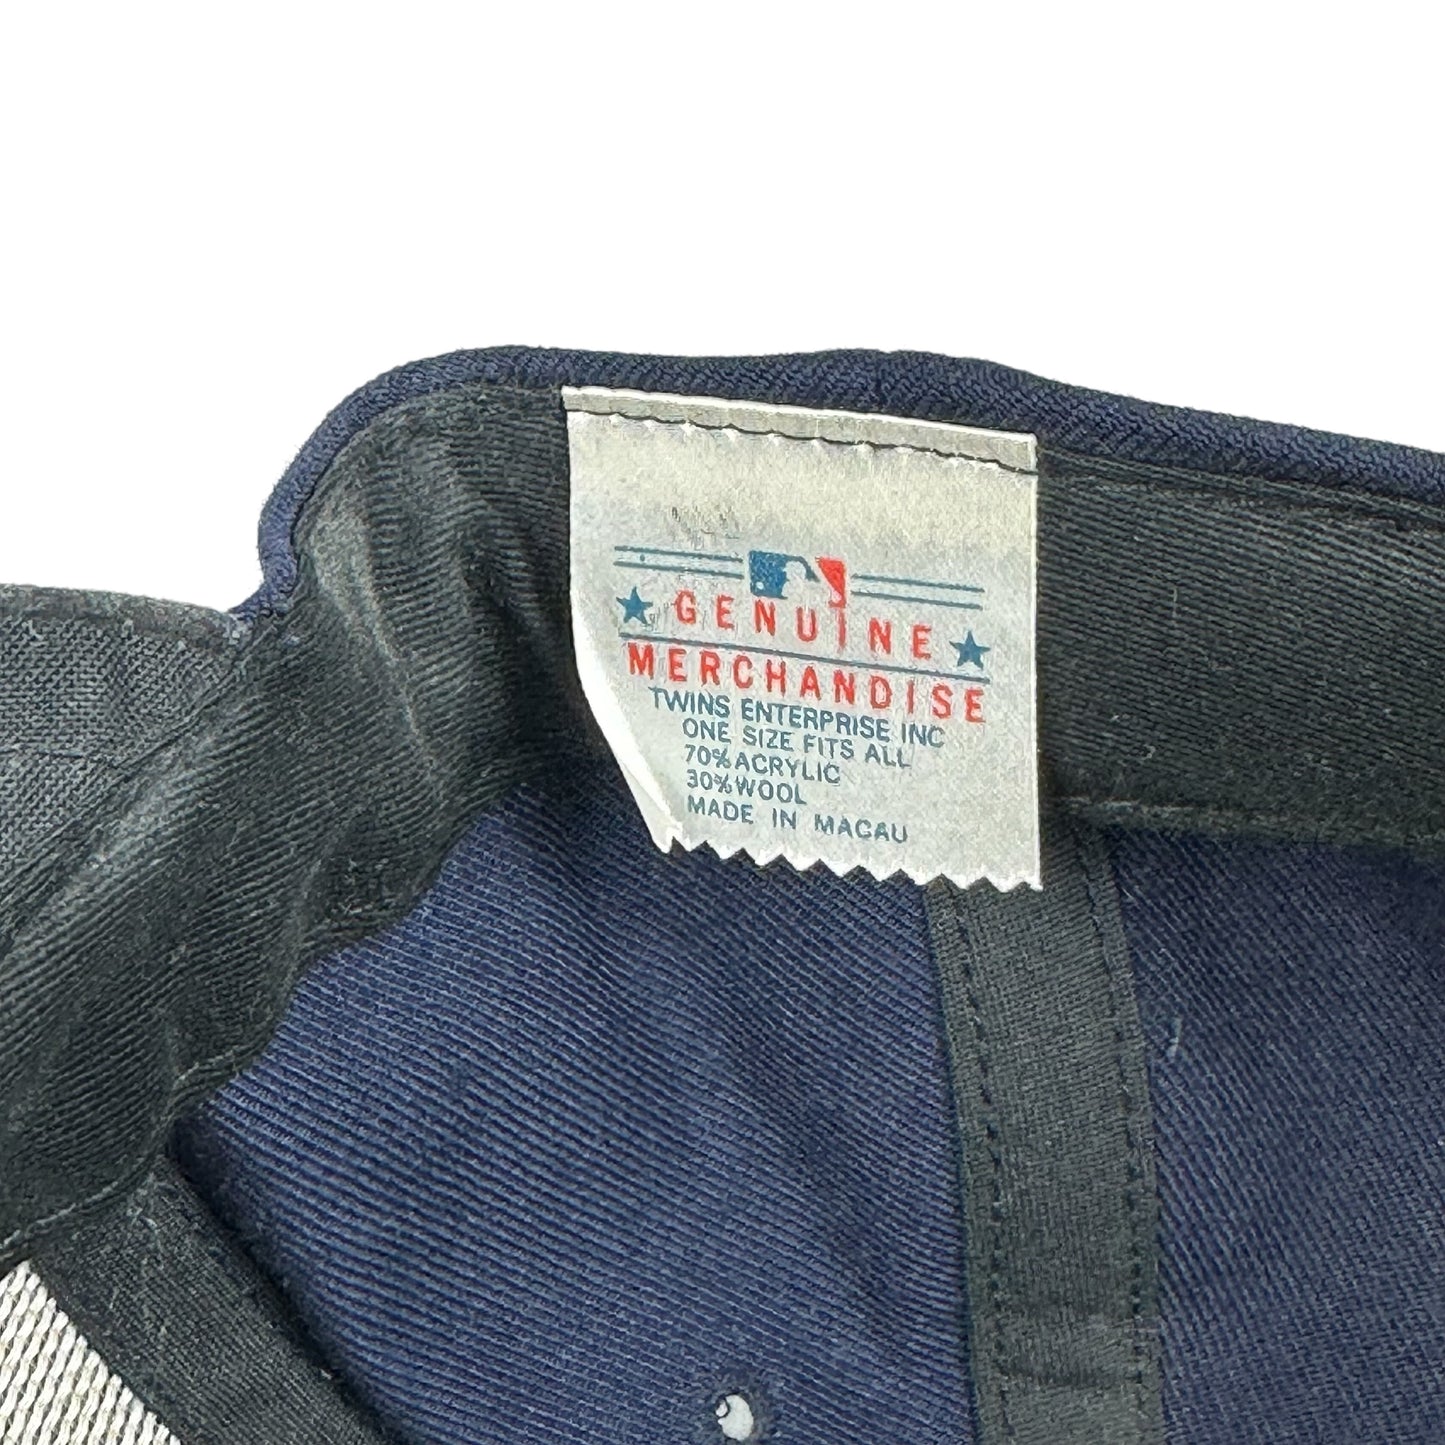 GENUINE
MERCHANDISE
TWINS ENTERPRISE INC
ONE SIZE FITS ALL
70% ACRYLIC
30% WOOL
MADE IN MACAU